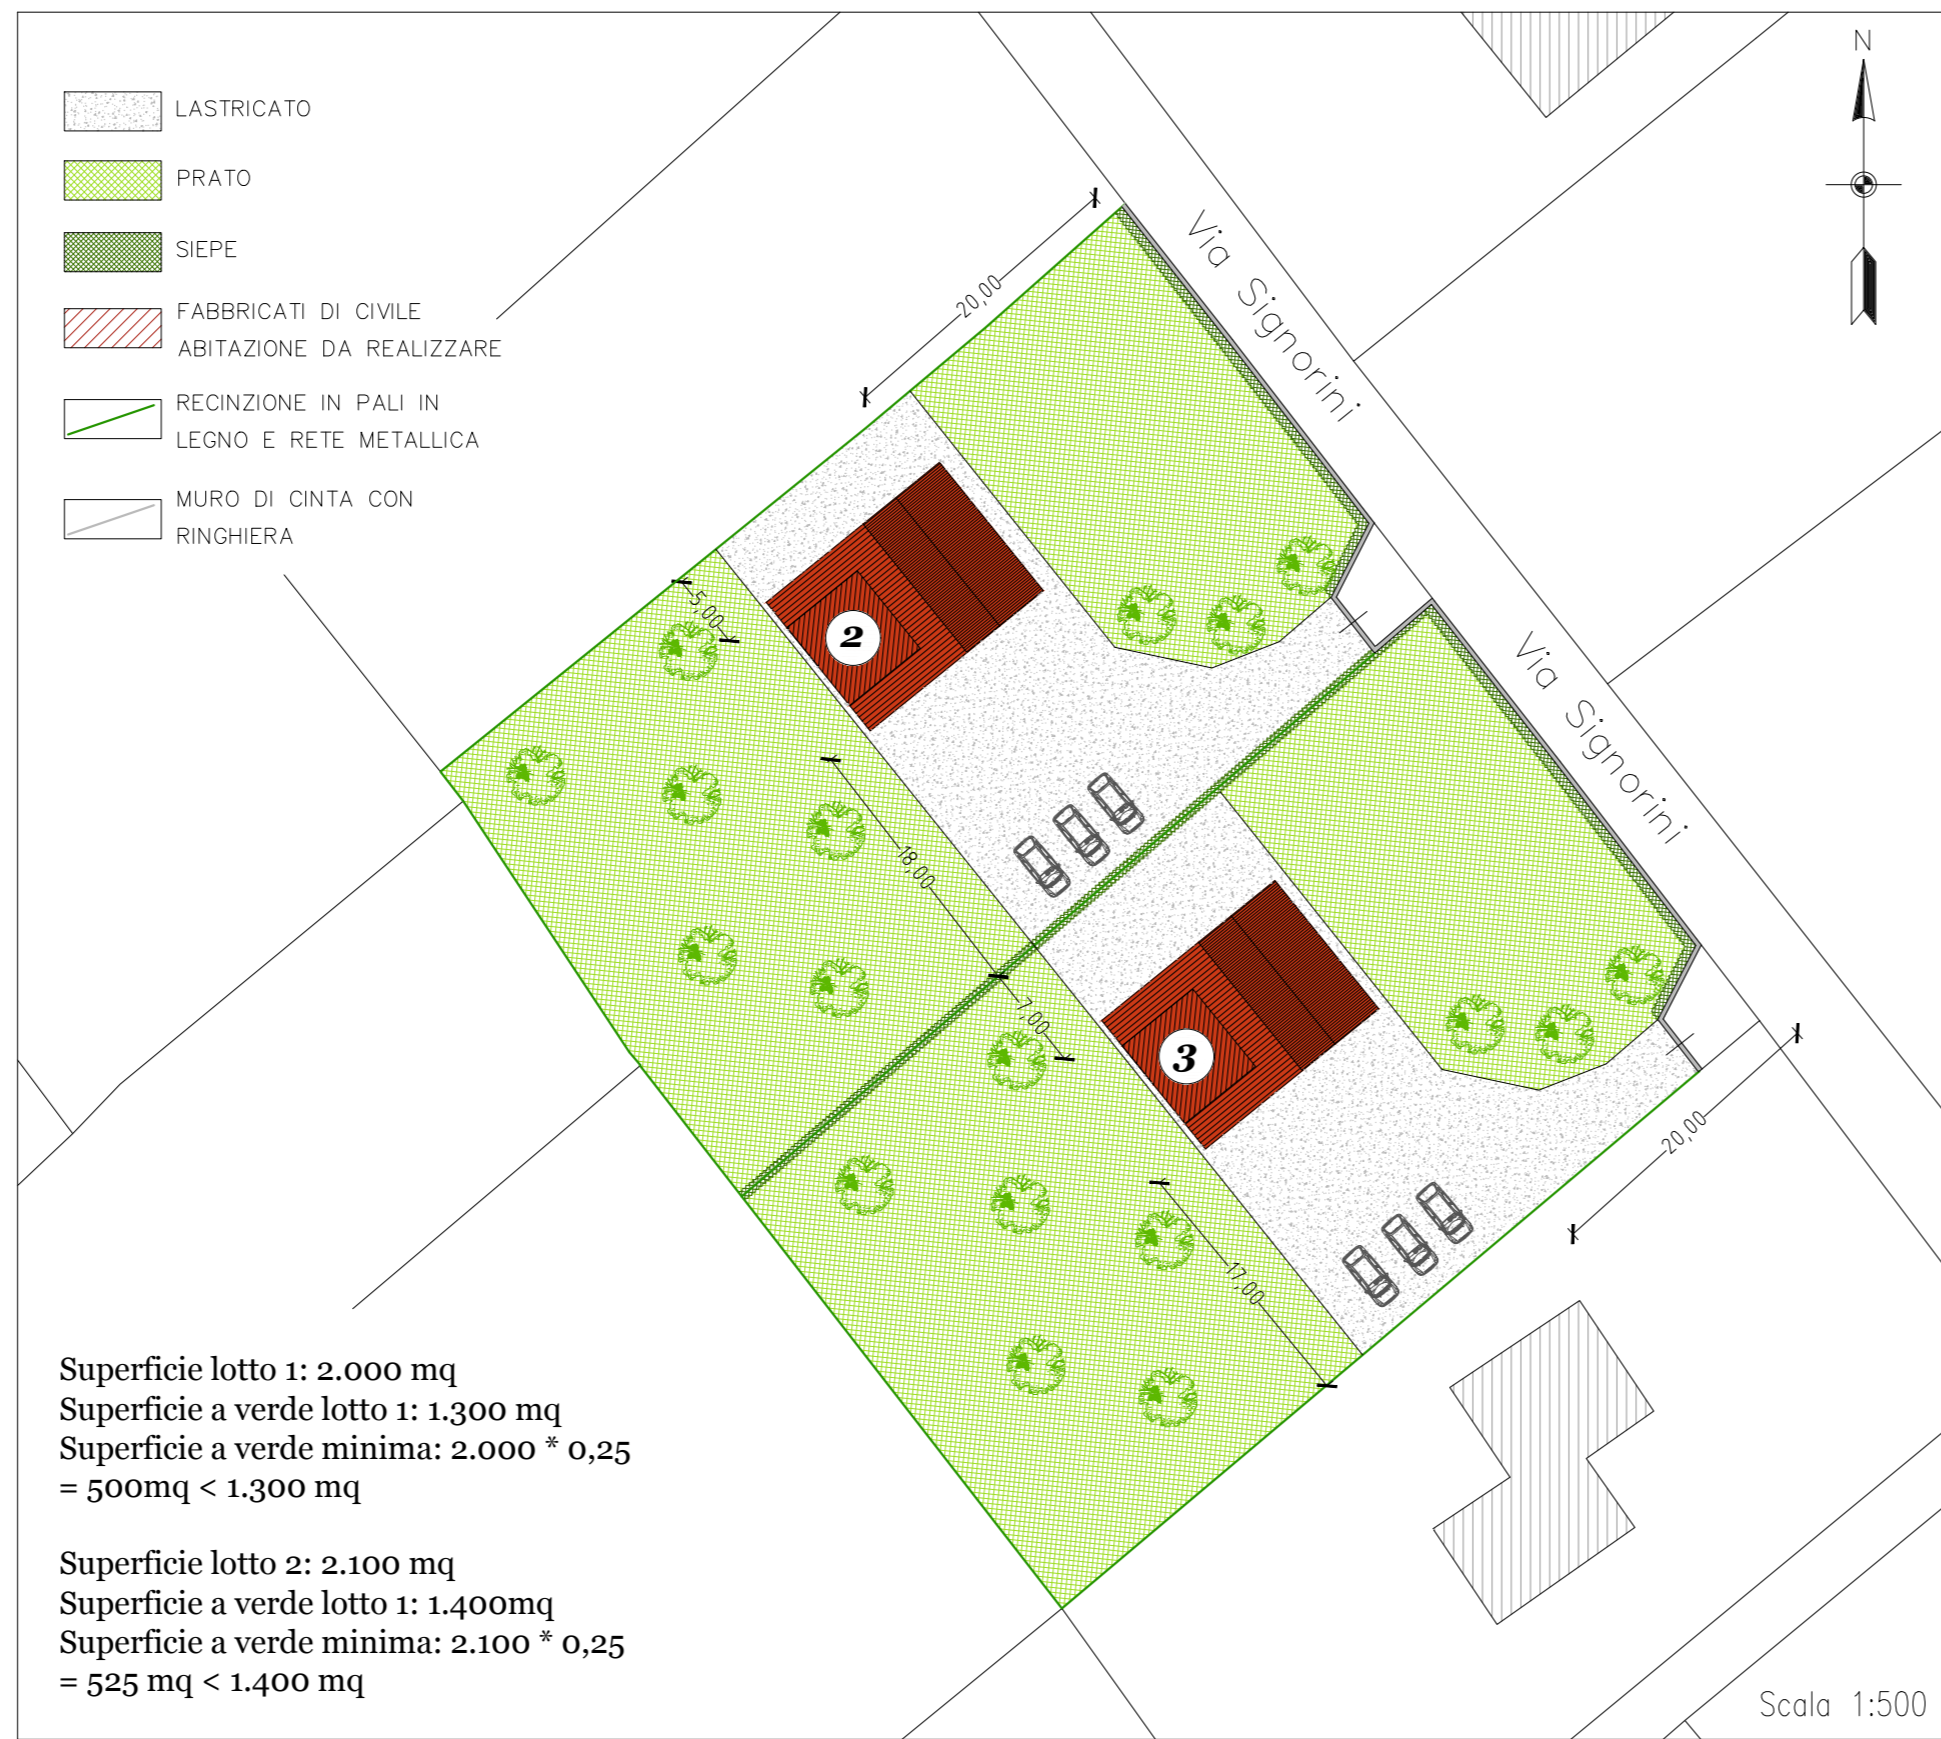 LASTRICATO
PRATO
SIEPE
FABBRICATI DI CIVILE
ABITAZIONE DA REALIZZARE
RECINZIONE IN PALI IN
LEGNO E RETE METALLICA
MURO DI CINTA CON
RINGHIERA
N
Via Signorini
20,00
2
5,00
Via Signorini
18,00
7,00
3
20,00
17,00
Superficie lotto 1: 2.000 mq
Superficie a verde lotto 1: 1.300 mq
Superficie a verde minima: 2.000 * 0,25
= 500mq < 1.300 mq
Superficie lotto 2: 2.100 mq
Superficie a verde lotto 1: 1.400mq
Superficie a verde minima: 2.100 * 0,25
= 525 mq < 1.400 mq
Scala 1:500